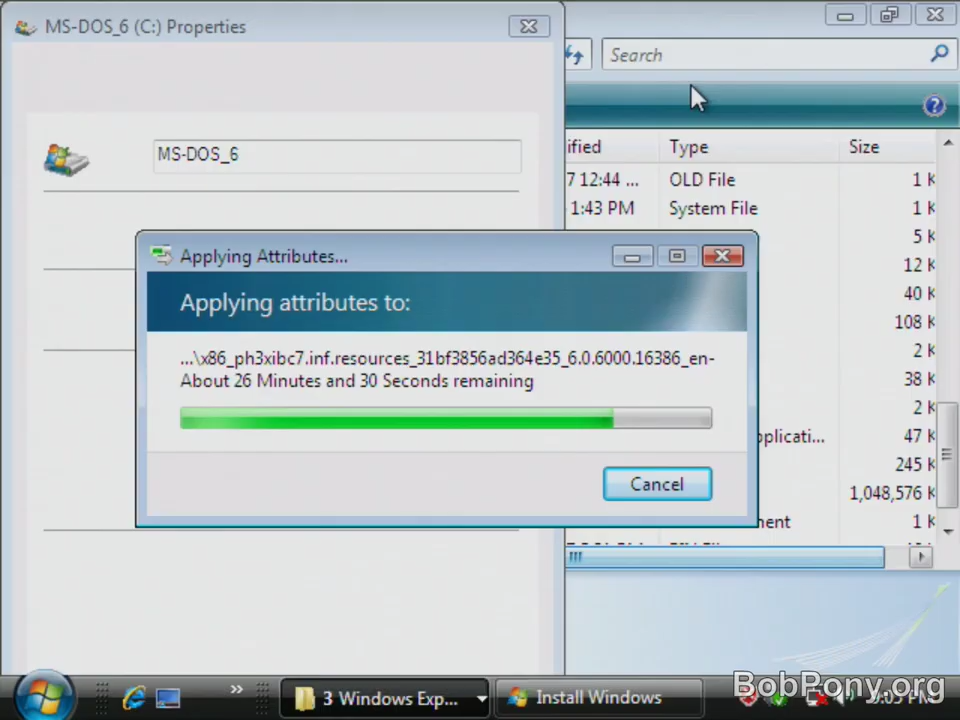 MS-DOS_6 (C:) Properties
Search
MS-DOS_6
ified
Type
Size
7 12:44 ...
OLD File
1 K
1:43 PM
System File
1 K
5 K
12 K
40 K
108 K
2 K
38 K
2 K
pplicati...
47 K
245 K
1,048,576 K
ment
1 K
Applying Attributes...
Applying attributes to:
...\x86_ph3xibc7.inf.resources_31bf3856ad364e35_6.0.6000.16386_en-
About 26 Minutes and 30 Seconds remaining
Cancel
3 Windows Exp...
Install Windows
9:05 PM
BobPony.org